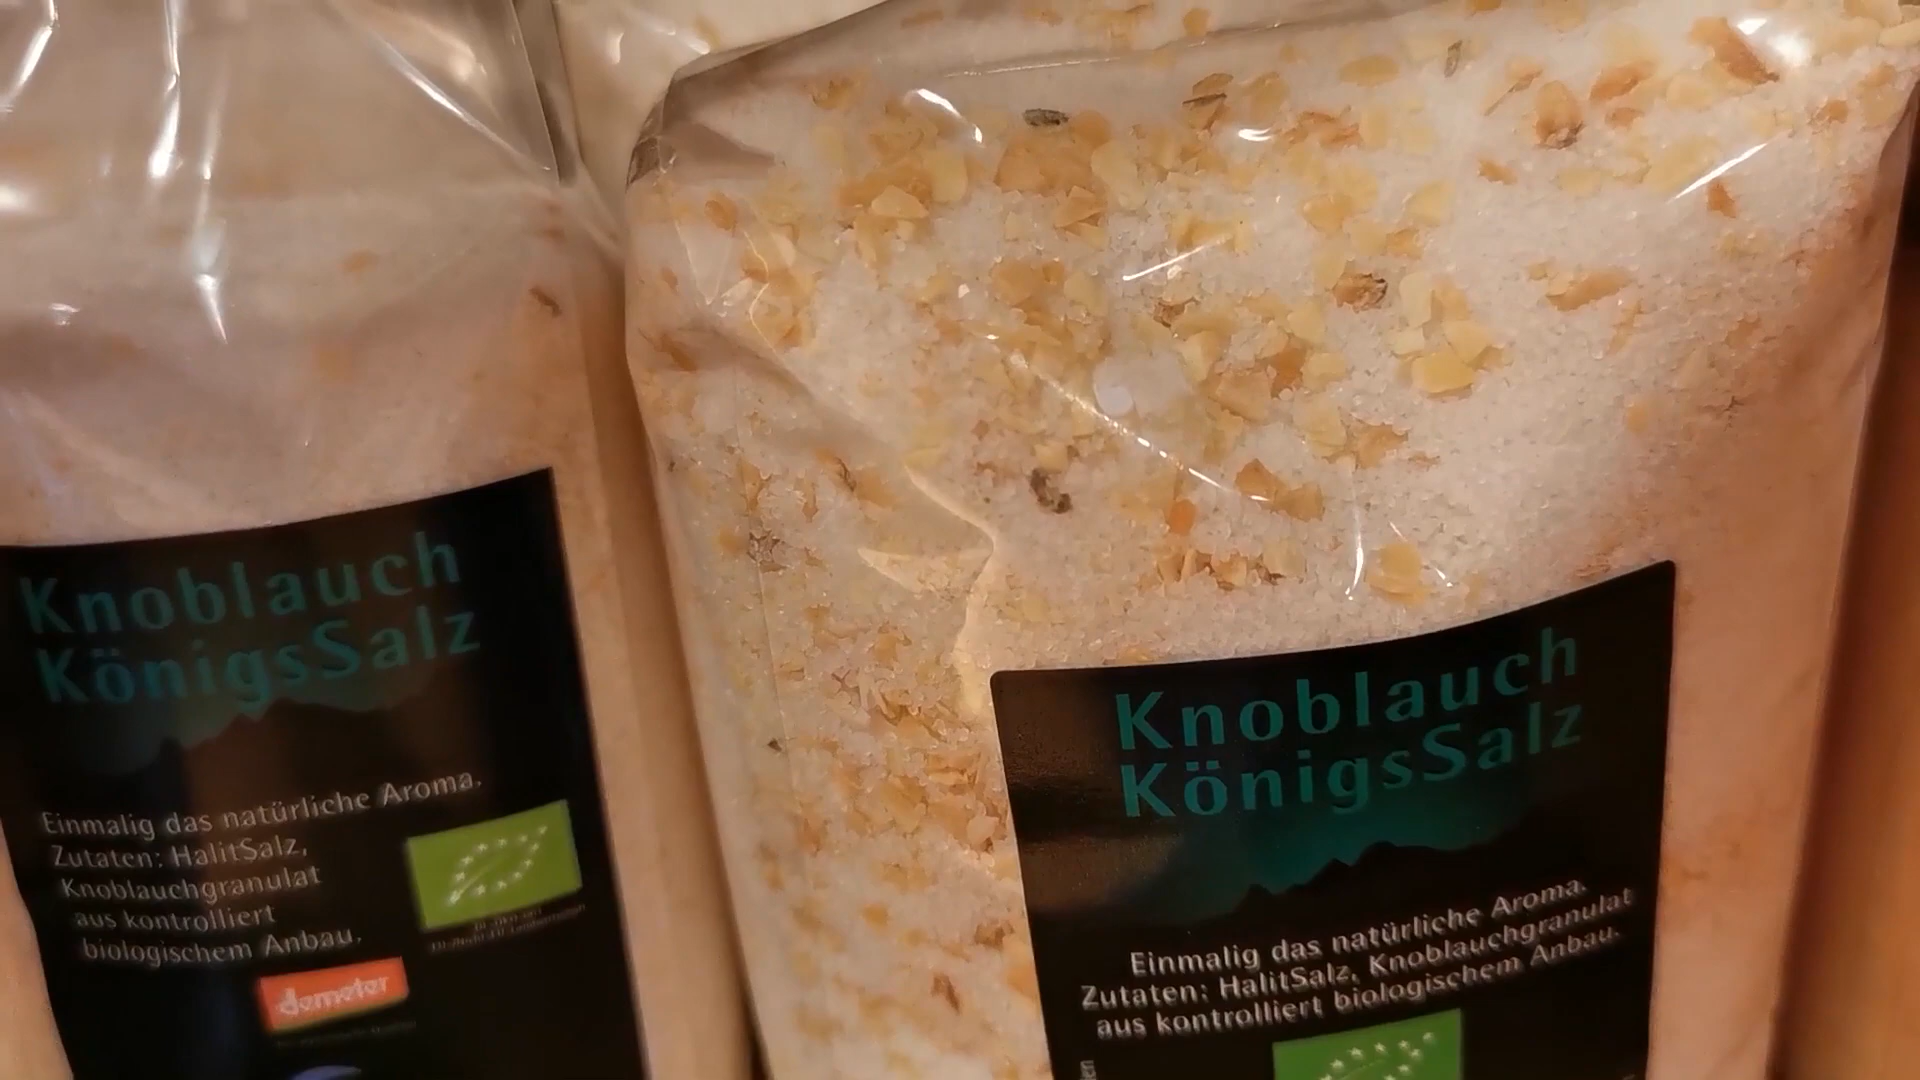 Knoblauch
KönigsSalz
Einmalig das natürliche Aroma.
Zutaten: HalitSalz,
Knoblauchgranulat
aus kontrolliert
biologischem Anbau.
demeter
Knoblauch
KönigsSalz
Einmalig das natürliche Aroma.
Zutaten: HalitSalz, Knoblauchgranulat
aus kontrolliert biologischem Anbau.